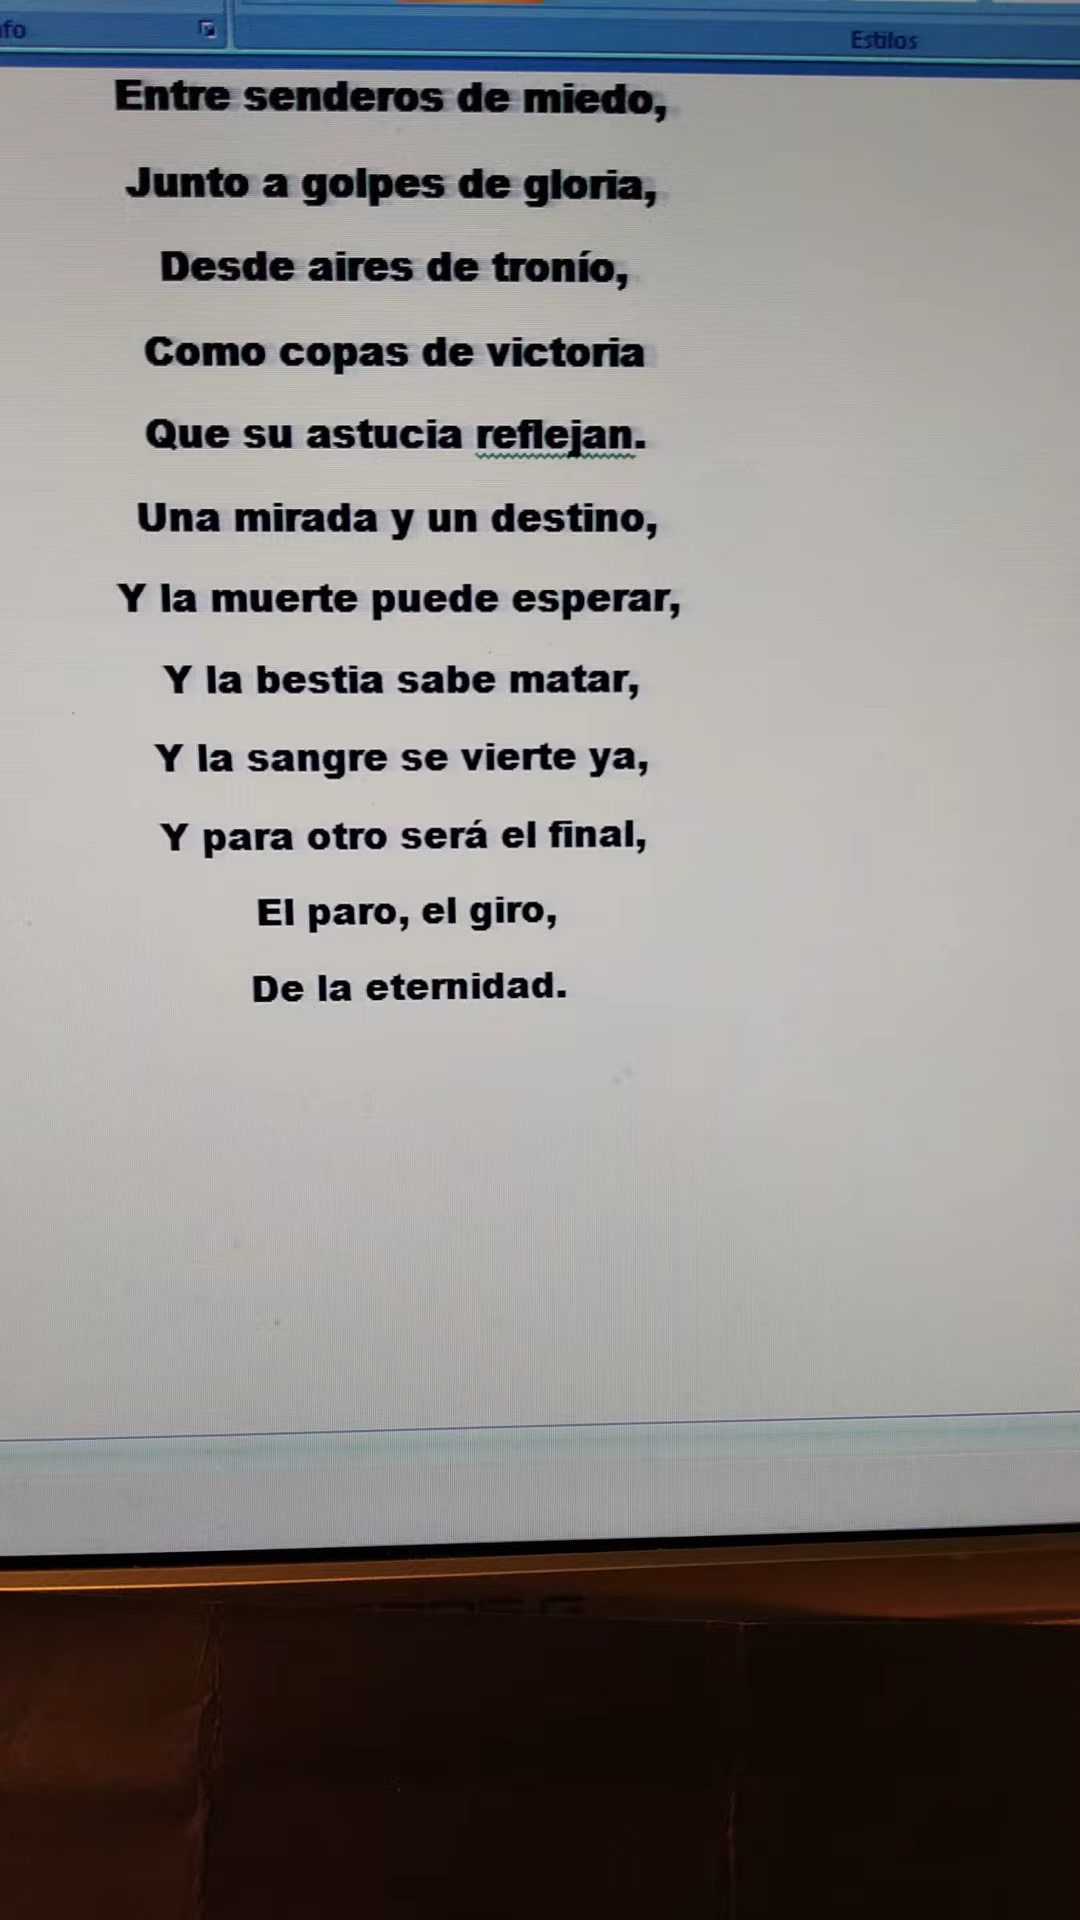 Estilos
Entre senderos de miedo,
Junto a golpes de gloria,
Desde aires de tronío,
Como copas de victoria
Que su astucia reflejan.
Una mirada y un destino,
Y la muerte puede esperar,
Y la bestia sabe matar,
Y la sangre se vierte ya,
Y para otro será el final,
El paro, el giro,
De la eternidad.